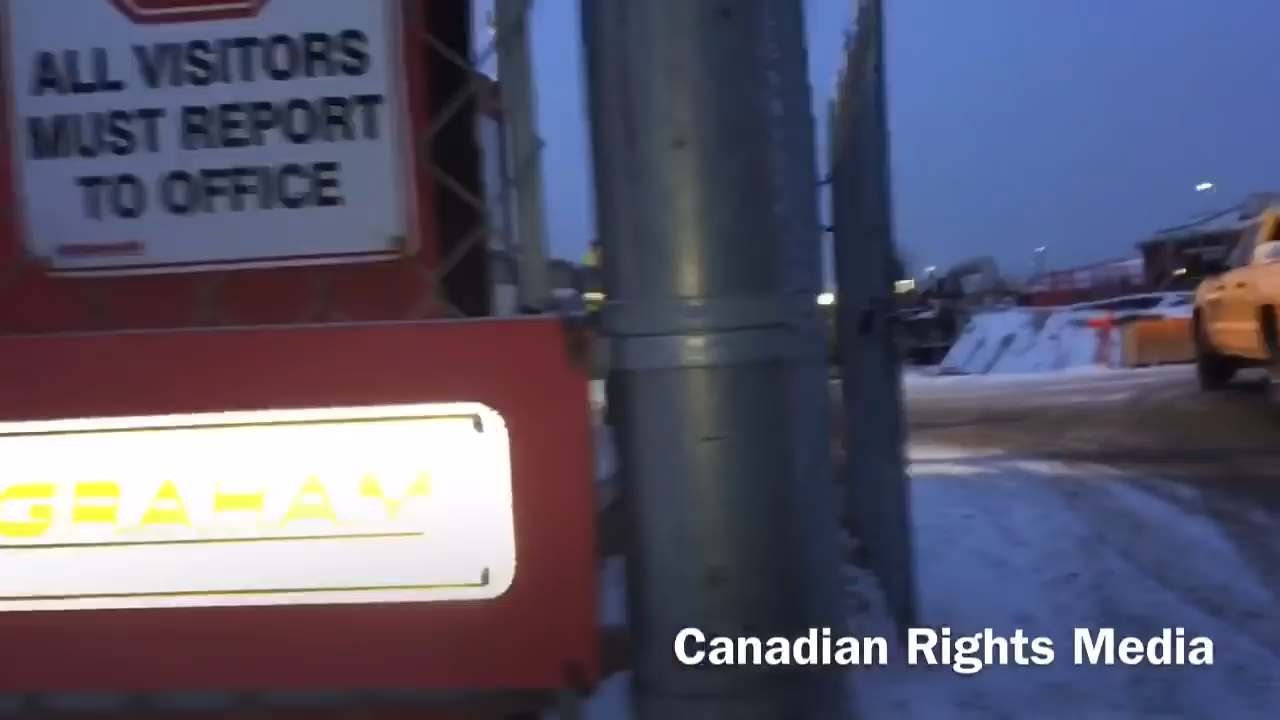 ALL VISITORS
MUST REPORT
TO OFFICE
GRAHAM
Canadian Rights Media